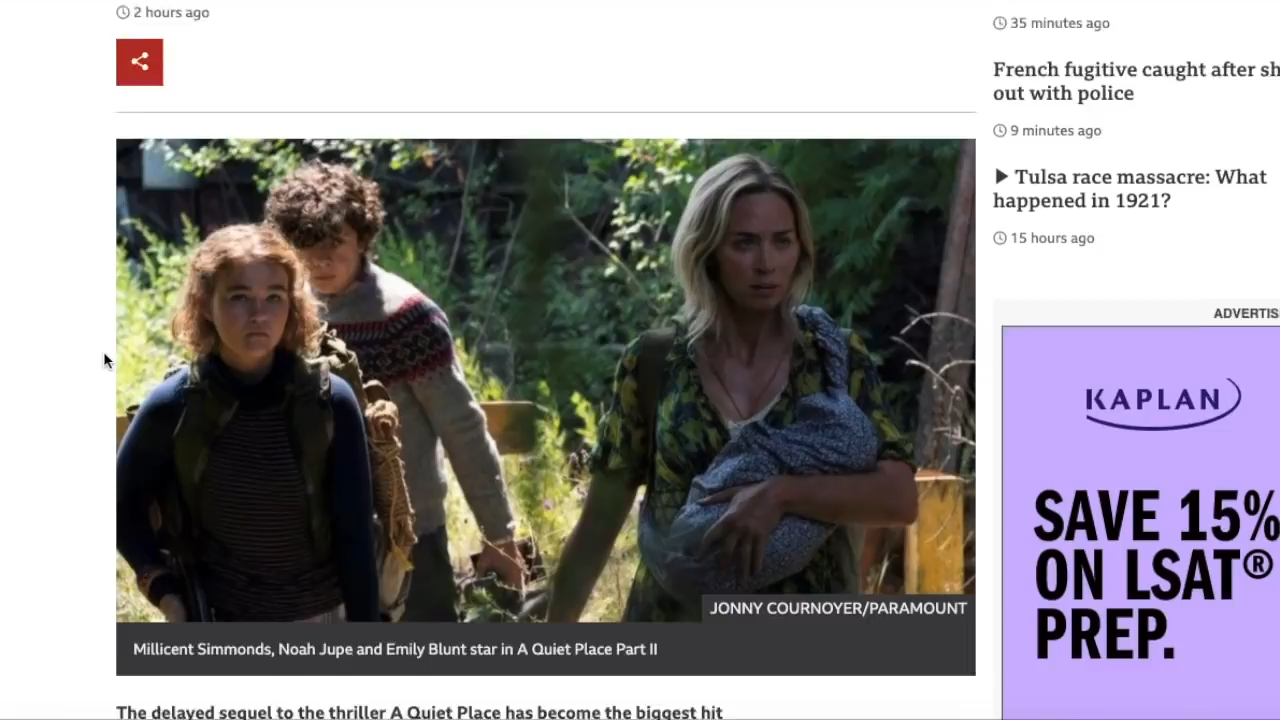 2 hours ago
JONNY COURNOYER/PARAMOUNT
Millicent Simmonds, Noah Jupe and Emily Blunt star in A Quiet Place Part II
The delayed sequel to the thriller A Quiet Place has become the biggest hit
35 minutes ago
French fugitive caught after sh
out with police
9 minutes ago
Tulsa race massacre: What
happened in 1921?
15 hours ago
ADVERTIS
KAPLAN
SAVE 15%
ON LSAT®
PREP.